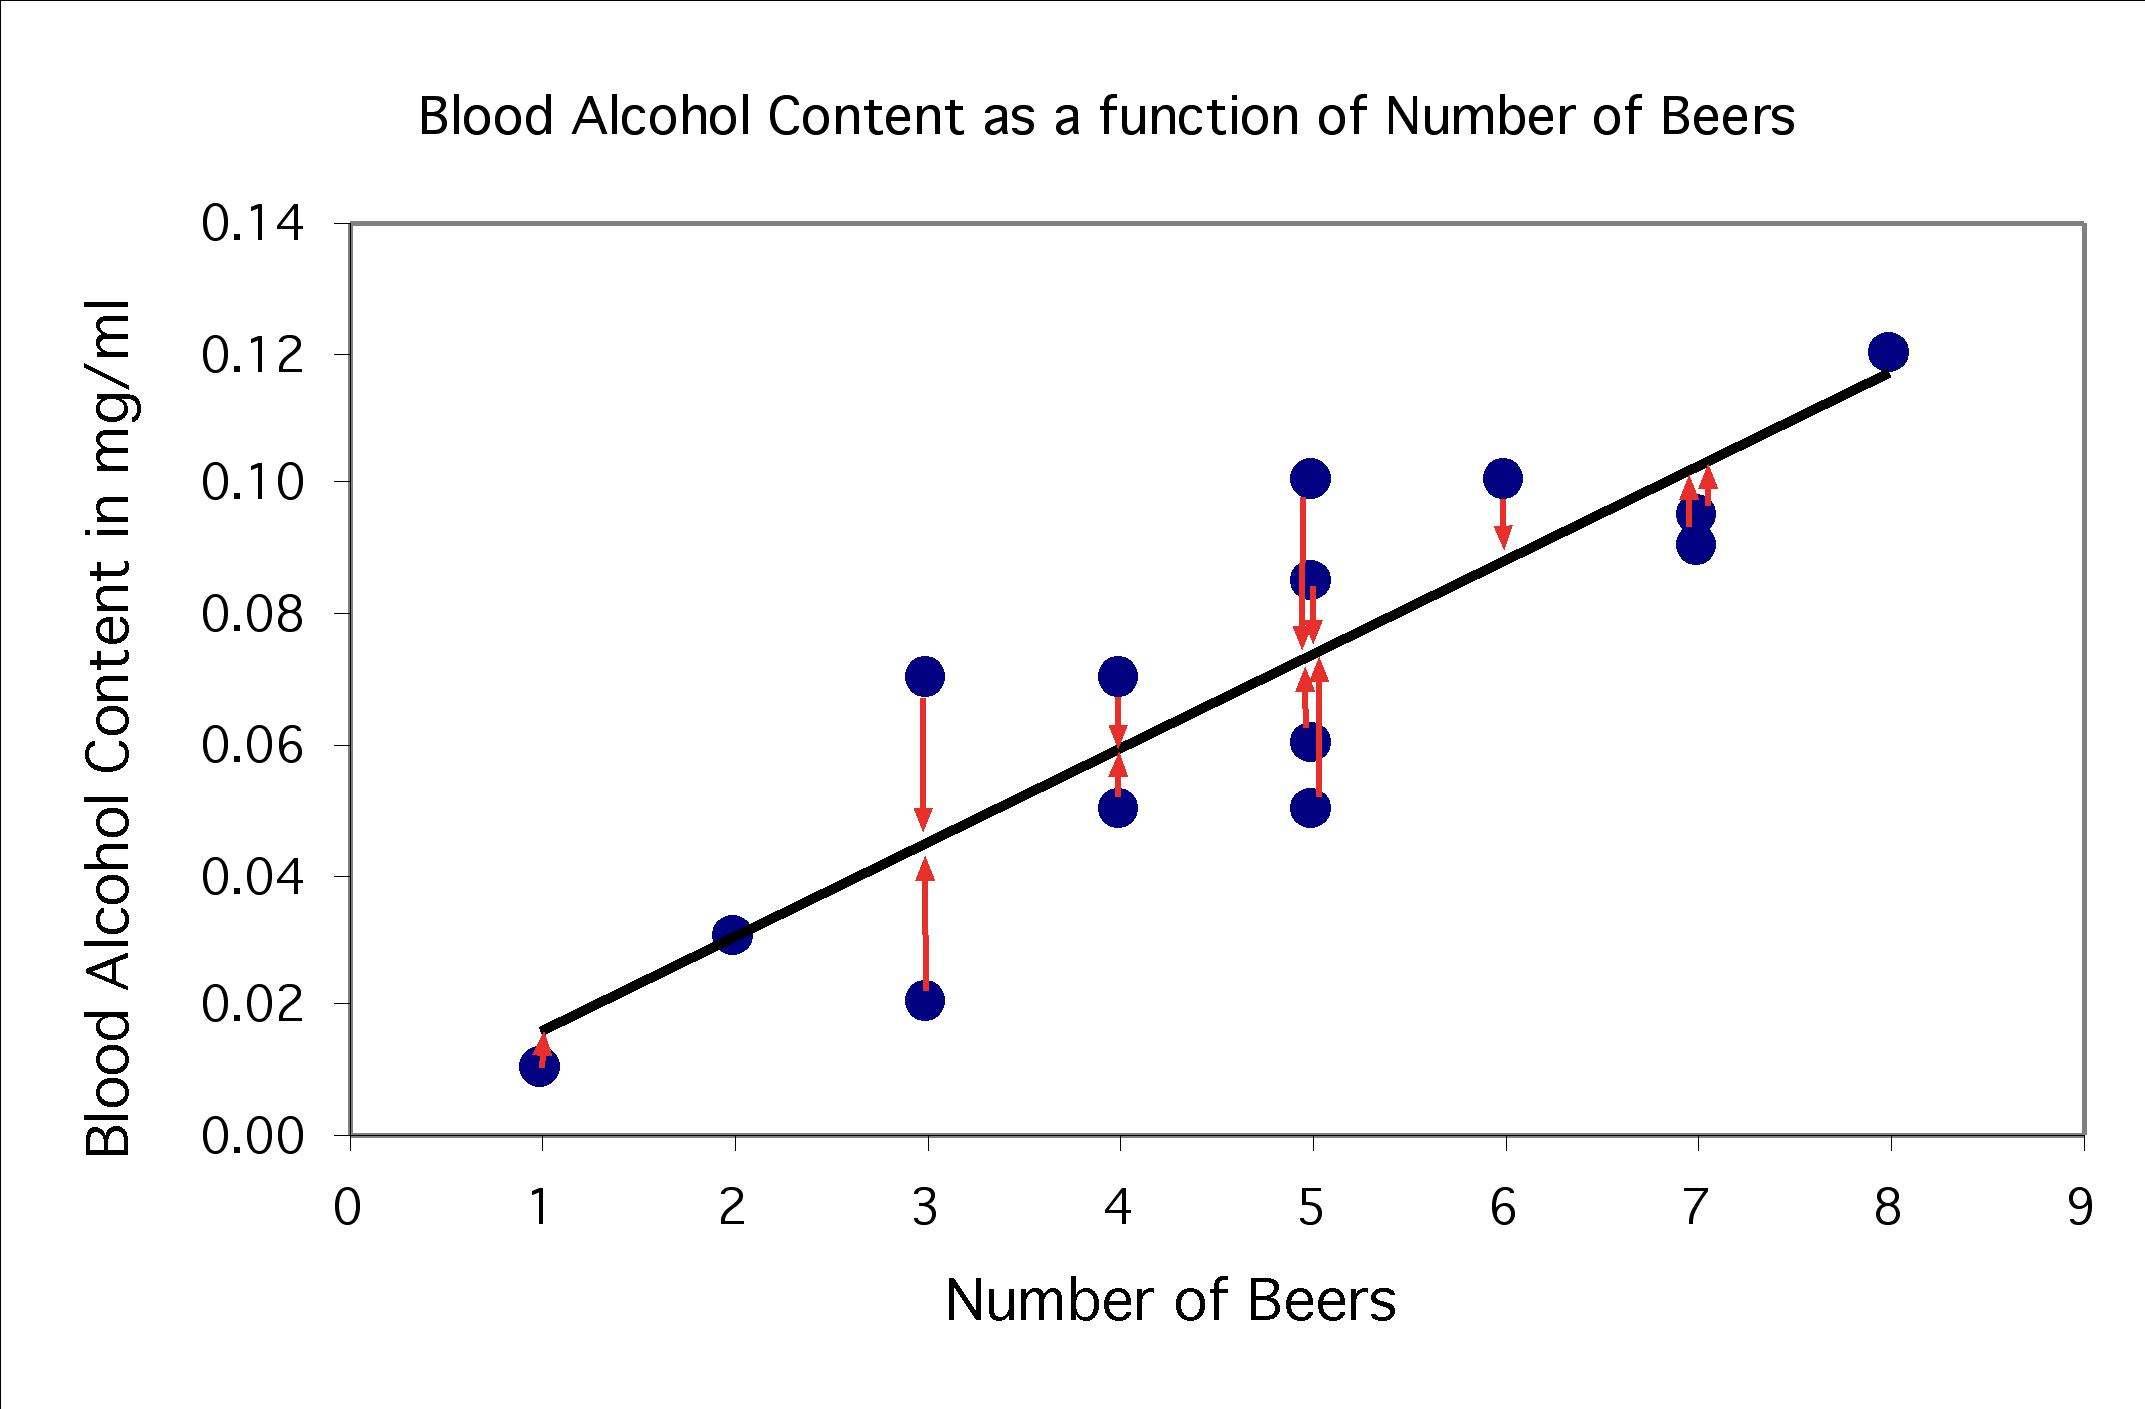 Blood Alcohol Content as a function of Number of Beers
Blood Alcohol Content in mg/ml
0.14
0.12
0.10
0.08
0.06
0.04
0.02
0.00
0 1 2 3 4 5 6 7 8 9
Number of Beers